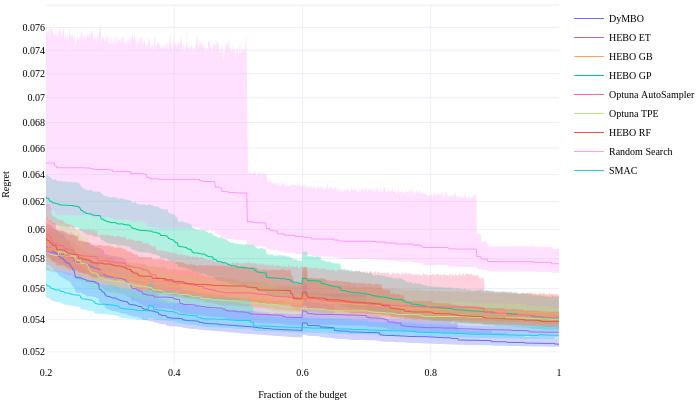 0.076
0.074
0.072
0.07
0.068
0.066
0.064
0.062
0.06
0.058
0.056
0.054
0.052
Regret
0.2
0.4
0.6
0.8
1
Fraction of the budget
DyMBO
HEBO ET
HEBO GB
HEBO GP
Optuna AutoSampler
Optuna TPE
HEBO RF
Random Search
SMAC